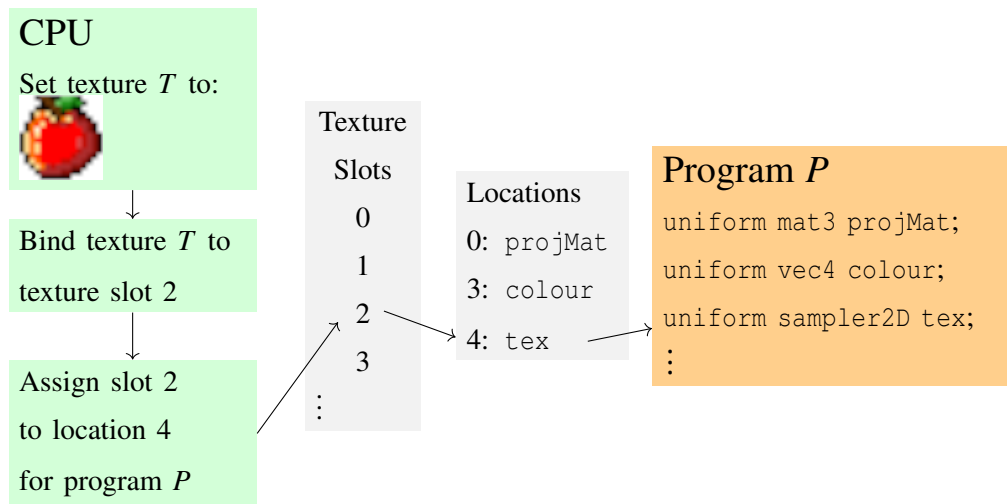 CPU
Set texture T to:
Bind texture T to
texture slot 2
Assign slot 2
to location 4
for program P
Texture
Slots
0
1
2
3
⋮
Locations
0: projMat
3: colour
4: tex
Program P
uniform mat3 projMat;
uniform vec4 colour;
uniform sampler2D tex;
⋮